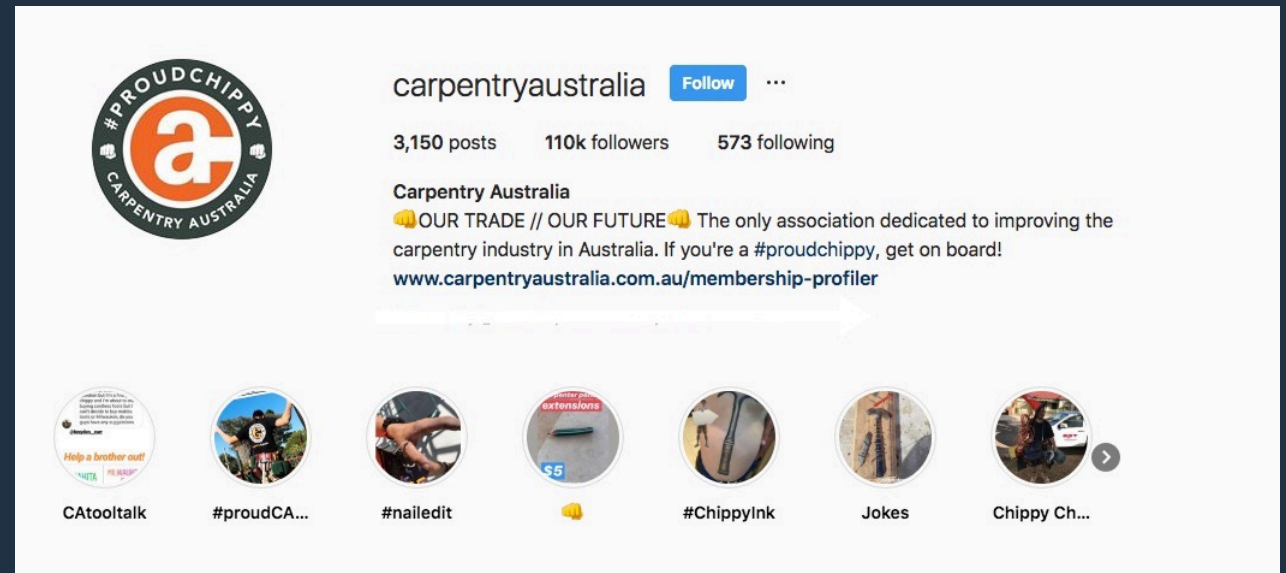 #PROUDCHIPPY
CARPENTRY AUSTRALIA
carpentryaustralia Follow ...
3,150 posts 110k followers 573 following
Carpentry Australia
👊OUR TRADE // OUR FUTURE👊 The only association dedicated to improving the
carpentry industry in Australia. If you're a #proudchippy, get on board!
www.carpentryaustralia.com.au/membership-profiler
Help a brother out!
extensions
$5
CAtooltalk #proudCA... #nailedit 👊 #ChippyInk Jokes Chippy Ch...